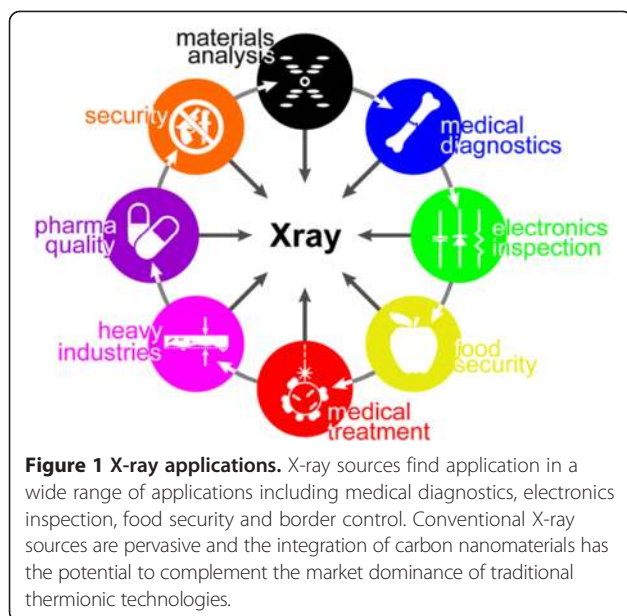 materials
analysis
medical
diagnostics
electronics
inspection
food
security
medical
treatment
heavy
industries
pharma
quality
security
Xray
Figure 1 X-ray applications. X-ray sources find application in a
wide range of applications including medical diagnostics, electronics
inspection, food security and border control. Conventional X-ray
sources are pervasive and the integration of carbon nanomaterials has
the potential to complement the market dominance of traditional
thermionic technologies.